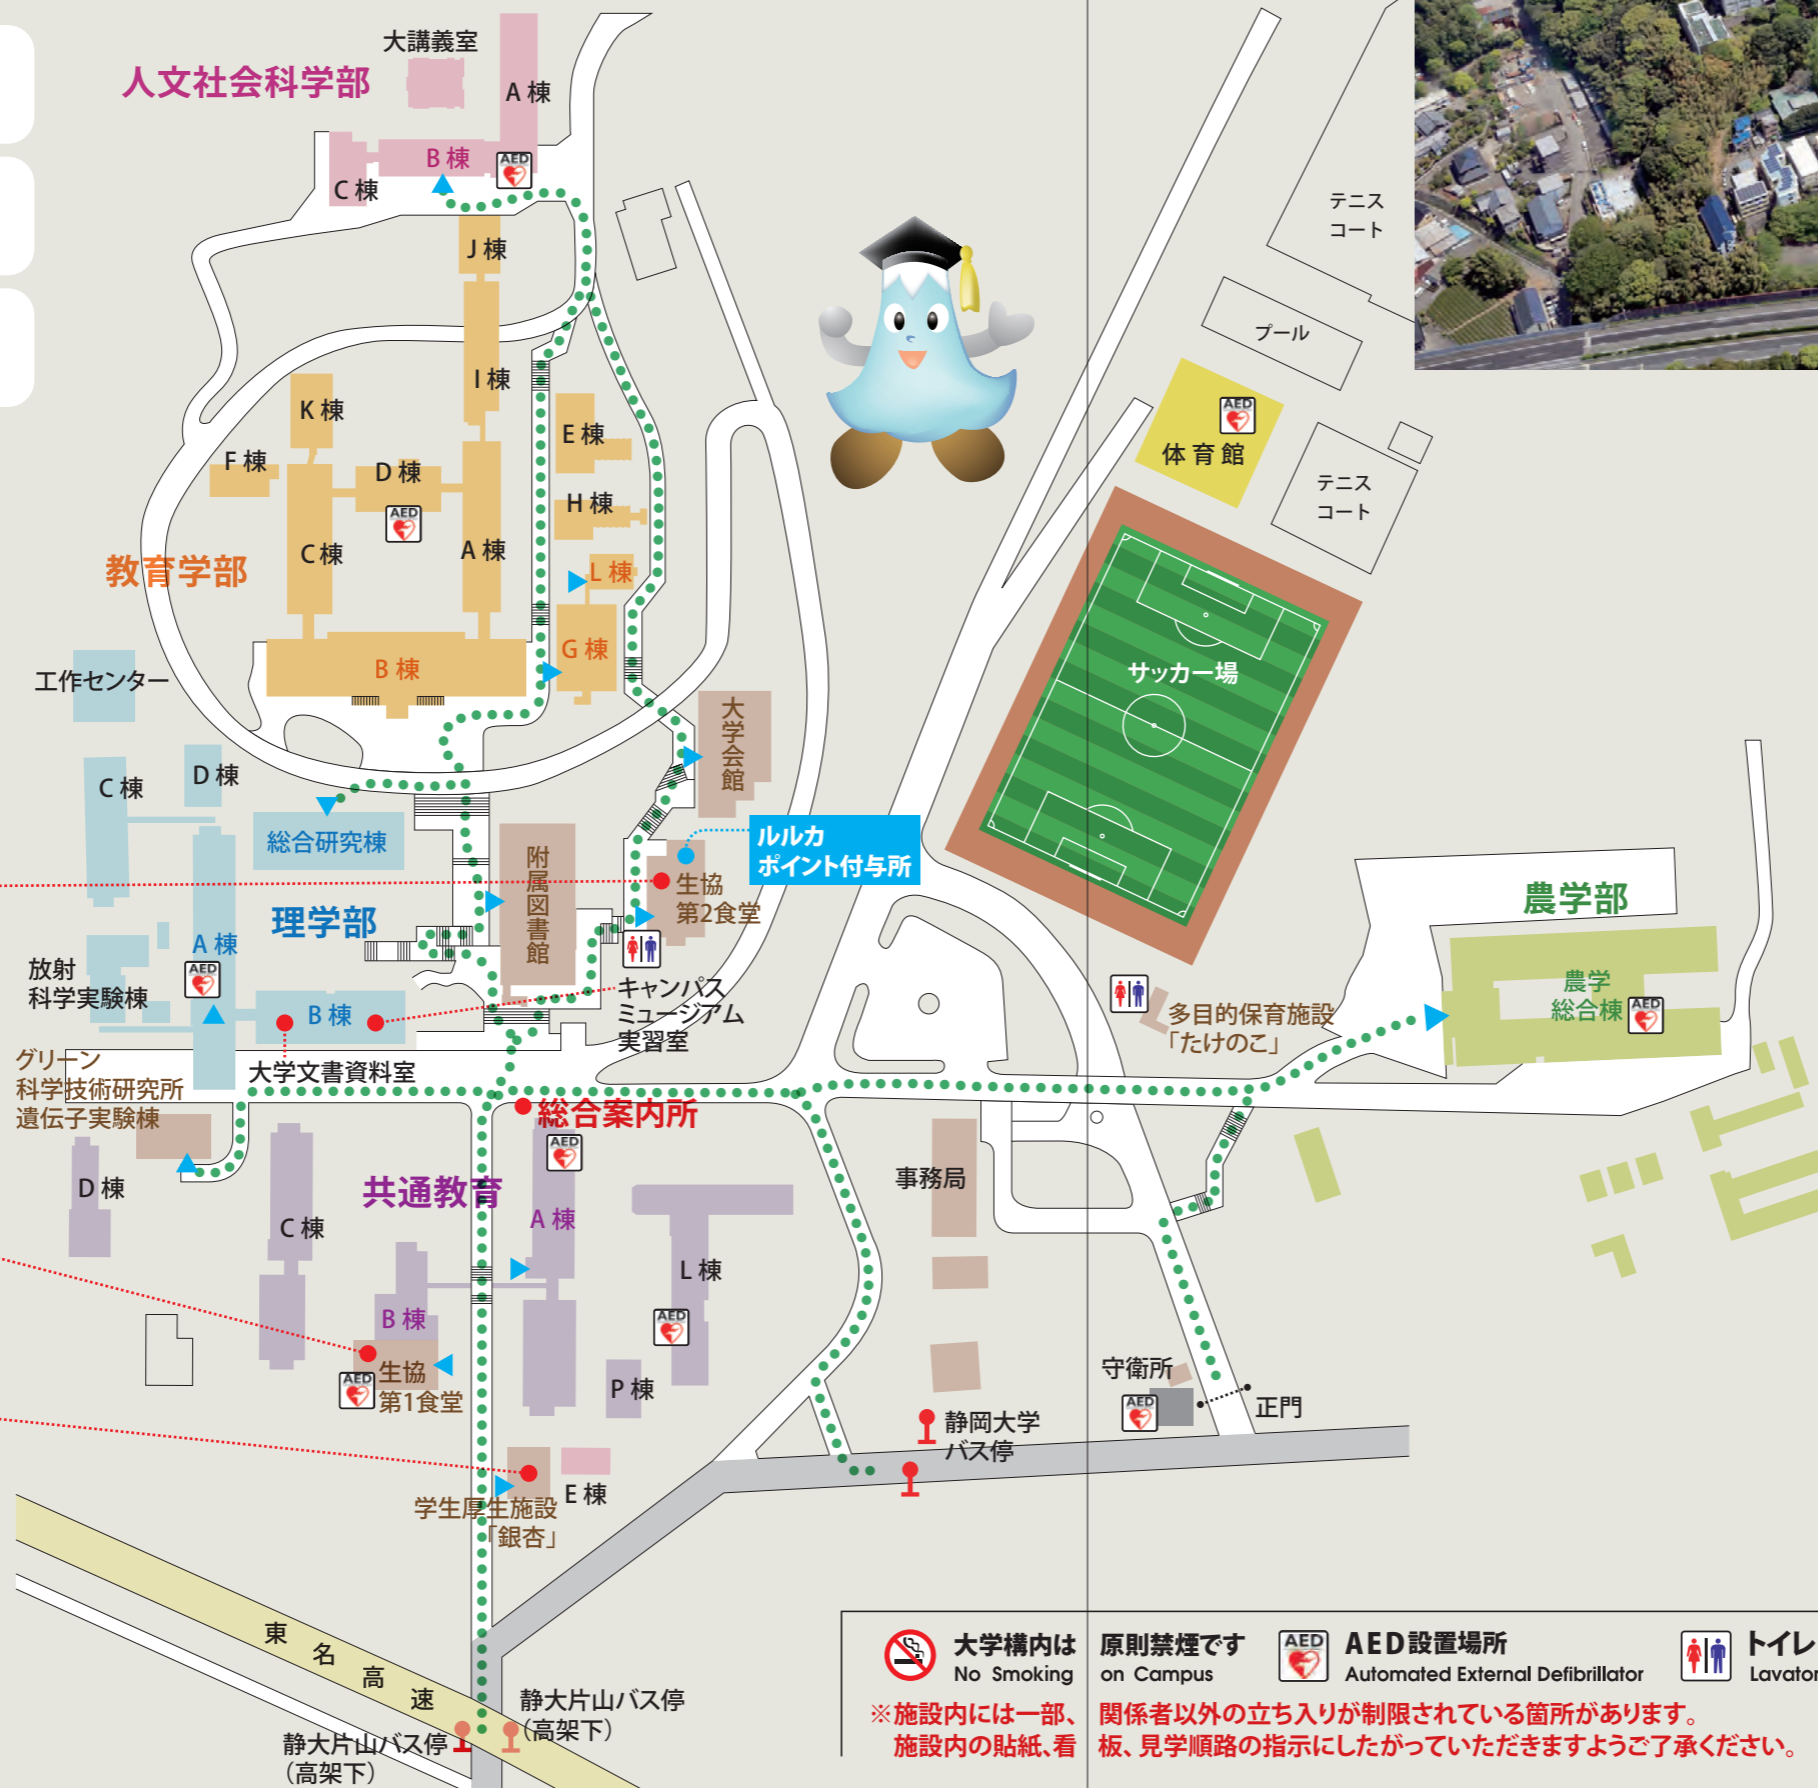 大講義室
人文社会科学部
A 棟
B 棟
AED
C 棟
J 棟
I 棟
K 棟
E 棟
F 棟
D 棟
AED
H 棟
C 棟
A 棟
教育学部
L 棟
G 棟
B 棟
工作センター
テニス
コート
プール
AED
体育館
テニス
コート
サッカー場
大学会館
C 棟
D 棟
総合研究棟
ルルカ
ポイント付与所
附属図書館
生協
第2食堂
理学部
A 棟
AED
放射
科学実験棟
B 棟
キャンパス
ミュージアム
実習室
農学部
農学
総合棟
AED
多目的保育施設
「たけのこ」
グリーン
科学技術研究所
遺伝子実験棟
大学文書資料室
総合案内所
AED
D 棟
共通教育
A 棟
C 棟
事務局
L 棟
B 棟
AED
生協
第1食堂
AED
P 棟
守衛所
AED
正門
静岡大学
バス停
E 棟
学生厚生施設
「銀杏」
東名高速
静大片山バス停
（高架下）
静大片山バス停
（高架下）
大学構内は 原則禁煙です
No Smoking on Campus
AED
AED設置場所
Automated External Defibrillator
トイレ
Lavator
※施設内には一部、 関係者以外の立ち入りが制限されている箇所があります。
施設内の貼紙、看 板、見学順路の指示にしたがっていただきますようご了承ください。